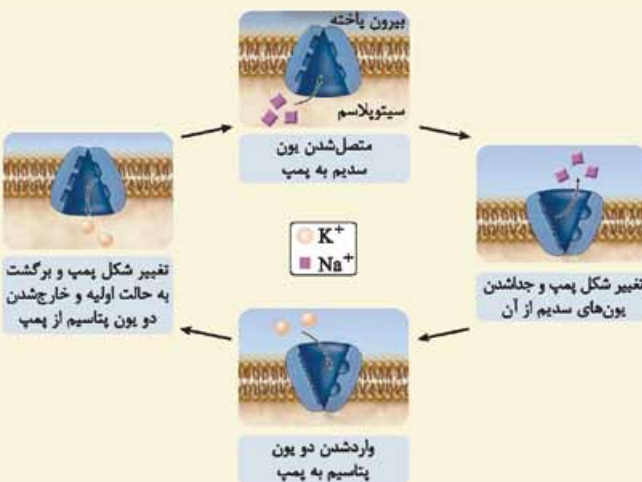 بیرون یاخته
سیتوپلاسم
متصل‌شدن یون
سدیم به پمپ
تغییر شکل پمپ و جداشدن
یون‌های سدیم از آن
K⁺
Na⁺
تغییر شکل پمپ و برگشت
به حالت اولیه و خارج‌شدن
دو یون پتاسیم از پمپ
واردشدن دو یون
پتاسیم به پمپ